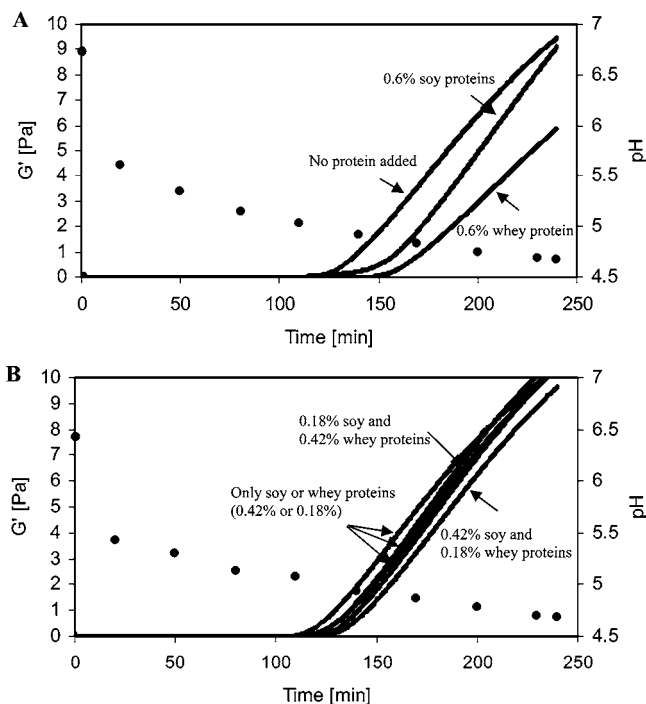 A
10
9
8
7
6
5
4
3
2
1
0
G' [Pa]
7
6.5
6
5.5
5
4.5
pH
0.6% soy proteins
No protein added
0.6% whey protein
0 50 100 150 200 250
Time [min]
B
10
9
8
7
6
5
4
3
2
1
0
G' [Pa]
7
6.5
6
5.5
5
4.5
pH
0.18% soy and
0.42% whey proteins
Only soy or whey proteins
(0.42% or 0.18%)
0.42% soy and
0.18% whey proteins
0 50 100 150 200 250
Time [min]